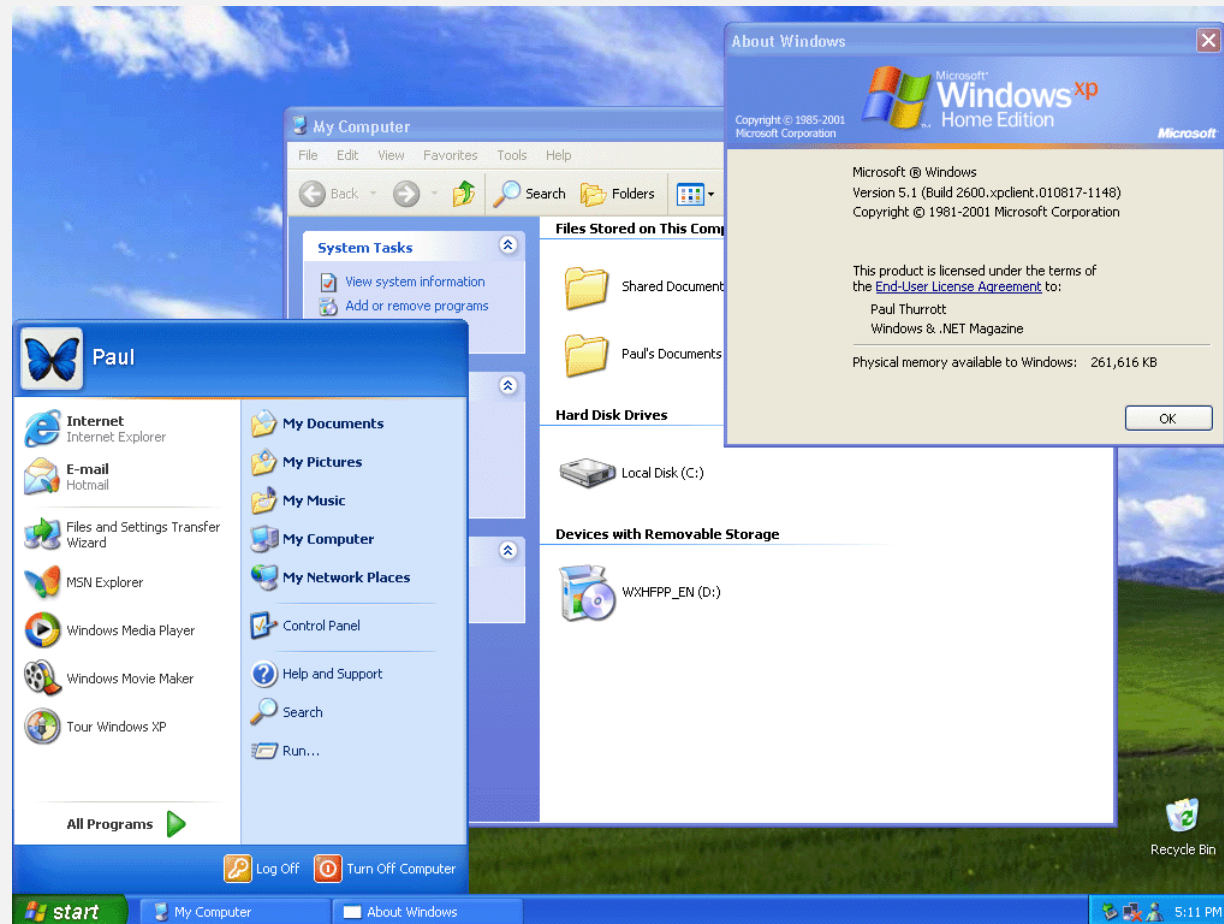 About Windows
Microsoft®
Windows xp
Home Edition
Copyright © 1985-2001
Microsoft Corporation
Microsoft
Microsoft ® Windows
Version 5.1 (Build 2600.xpclient.010817-1148)
Copyright © 1981-2001 Microsoft Corporation
This product is licensed under the terms of
the End-User License Agreement to:
Paul Thurrott
Windows & .NET Magazine
Physical memory available to Windows: 261,616 KB
OK
My Computer
File Edit View Favorites Tools Help
Back Search Folders
System Tasks
View system information
Add or remove programs
Files Stored on This Comp
Shared Document
Paul's Documents
Hard Disk Drives
Local Disk (C:)
Devices with Removable Storage
WXHFPP_EN (D:)
Paul
Internet
Internet Explorer
E-mail
Hotmail
Files and Settings Transfer
Wizard
MSN Explorer
Windows Media Player
Windows Movie Maker
Tour Windows XP
All Programs
My Documents
My Pictures
My Music
My Computer
My Network Places
Control Panel
Help and Support
Search
Run...
Log Off Turn Off Computer
Recycle Bin
start My Computer About Windows 5:11 PM